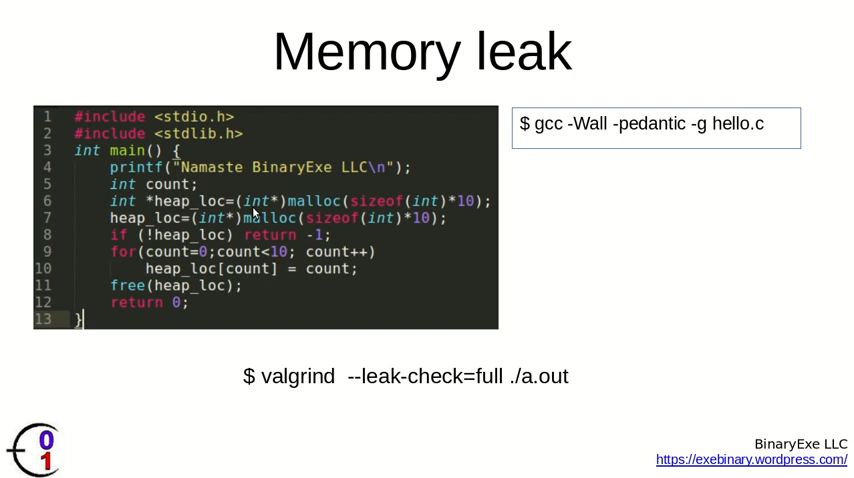 Memory leak
1 #include <stdio.h>
2 #include <stdlib.h>
3 int main() {
4 printf("Namaste BinaryExe LLC\n");
5 int count;
6 int *heap_loc=(int*)malloc(sizeof(int)*10);
7 heap_loc=(int*)malloc(sizeof(int)*10);
8 if (!heap_loc) return -1;
9 for(count=0;count<10; count++)
10 heap_loc[count] = count;
11 free(heap_loc);
12 return 0;
13 }
$ gcc -Wall -pedantic -g hello.c
$ valgrind --leak-check=full ./a.out
0
1
BinaryExe LLC
https://exebinary.wordpress.com/